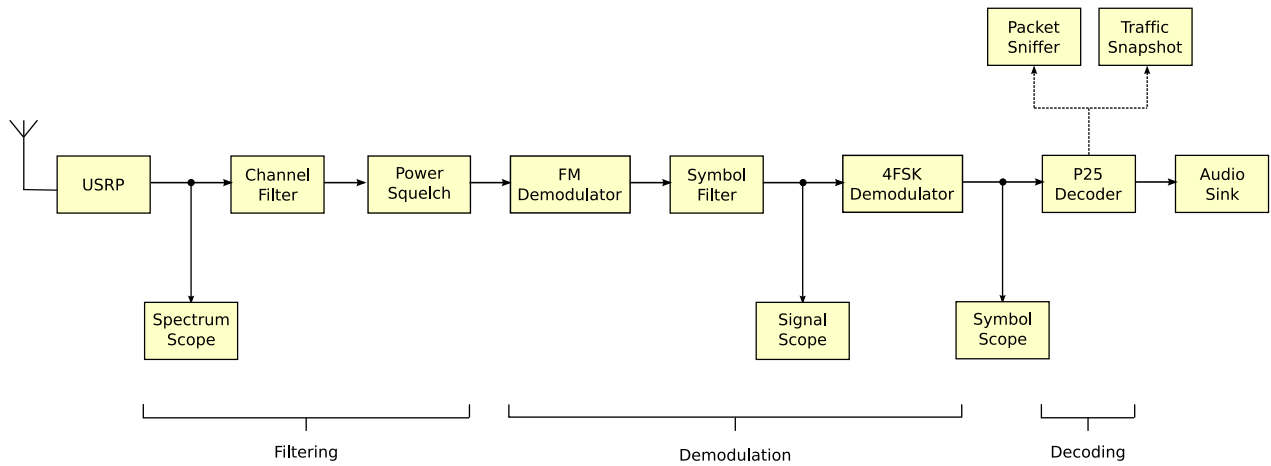 Packet
Sniffer
Traffic
Snapshot
USRP
Channel
Filter
Power
Squelch
FM
Demodulator
Symbol
Filter
4FSK
Demodulator
P25
Decoder
Audio
Sink
Spectrum
Scope
Signal
Scope
Symbol
Scope
Filtering
Demodulation
Decoding